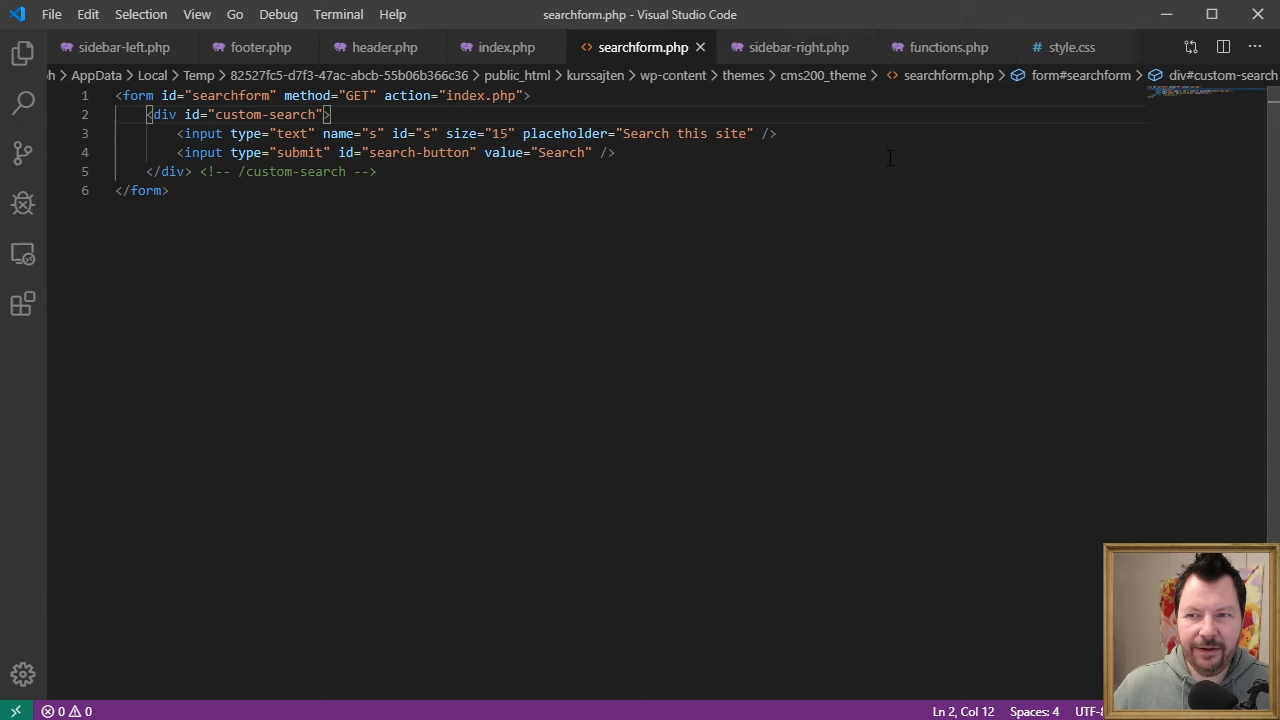 File Edit Selection View Go Debug Terminal Help searchform.php - Visual Studio Code
sidebar-left.php footer.php header.php index.php searchform.php sidebar-right.php functions.php # style.css
AppData > Local > Temp > 82527fc5-d7f3-47ac-abcb-55b06b366c36 > public_html > kurssajten > wp-content > themes > cms200_theme > searchform.php > form#searchform > div#custom-search
1 <form id="searchform" method="GET" action="index.php">
2 <div id="custom-search">
3 <input type="text" name="s" id="s" size="15" placeholder="Search this site" />
4 <input type="submit" id="search-button" value="Search" />
5 </div> <!-- /custom-search -->
6 </form>
0 0 Ln 2, Col 12 Spaces: 4